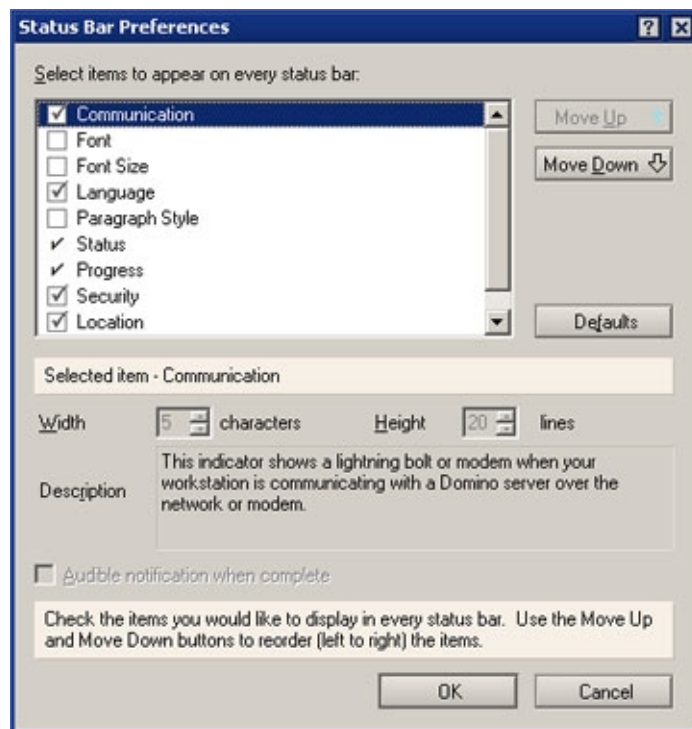 Status Bar Preferences
Select items to appear on every status bar:
Communication
Font
Font Size
Language
Paragraph Style
Status
Progress
Security
Location
Move Up
Move Down
Defaults
Selected item - Communication
Width 5 characters Height 20 lines
Description
This indicator shows a lightning bolt or modem when your
workstation is communicating with a Domino server over the
network or modem.
Audible notification when complete
Check the items you would like to display in every status bar. Use the Move Up
and Move Down buttons to reorder (left to right) the items.
OK Cancel